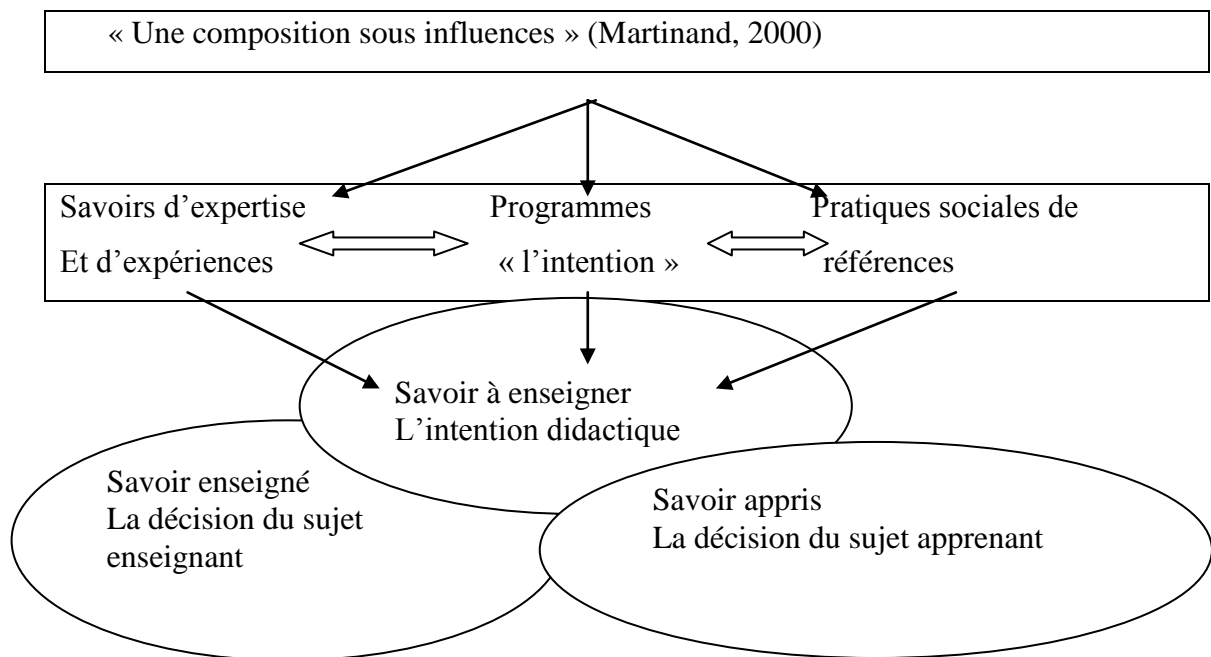 « Une composition sous influences » (Martinand, 2000)
Savoirs d’expertise
Et d’expériences
Programmes
« l’intention »
Pratiques sociales de
références
Savoir à enseigner
L’intention didactique
Savoir enseigné
La décision du sujet
enseignant
Savoir appris
La décision du sujet apprenant